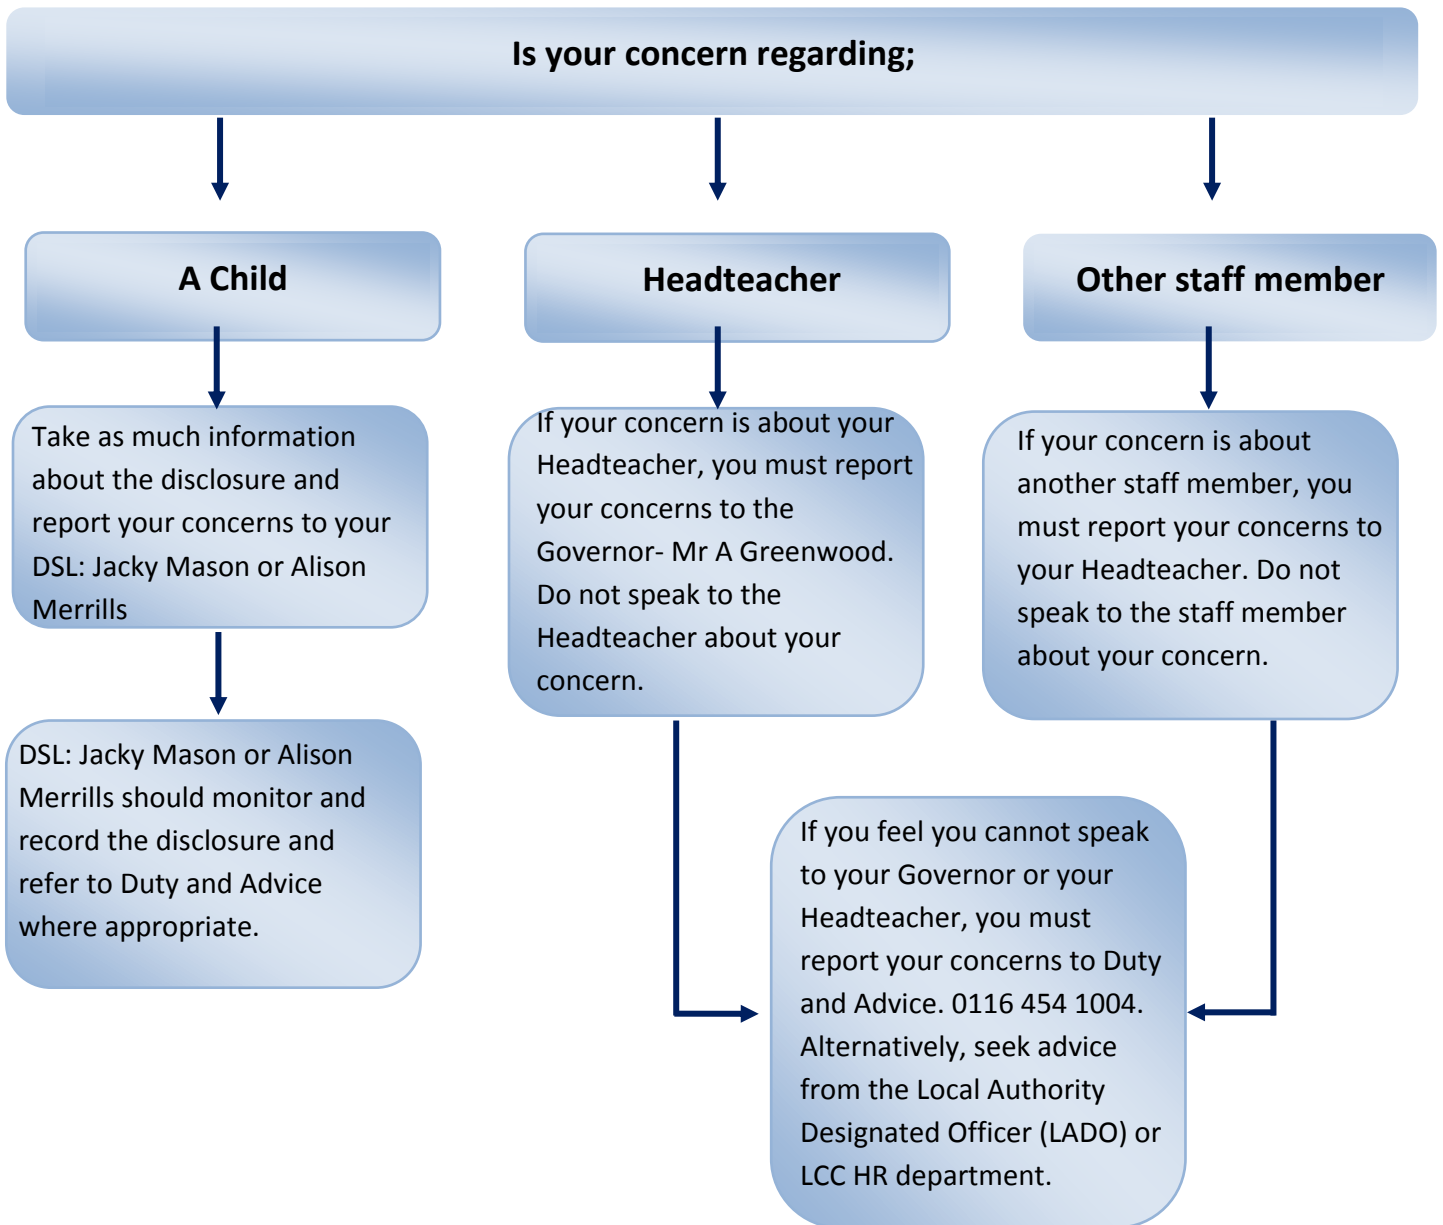 Is your concern regarding;
A Child
Headteacher
Other staff member
Take as much information
about the disclosure and
report your concerns to your
DSL: Jacky Mason or Alison
Merrills
If your concern is about your
Headteacher, you must report
your concerns to the
Governor- Mr A Greenwood.
Do not speak to the
Headteacher about your
concern.
If your concern is about
another staff member, you
must report your concerns to
your Headteacher. Do not
speak to the staff member
about your concern.
DSL: Jacky Mason or Alison
Merrills should monitor and
record the disclosure and
refer to Duty and Advice
where appropriate.
If you feel you cannot speak
to your Governor or your
Headteacher, you must
report your concerns to Duty
and Advice. 0116 454 1004.
Alternatively, seek advice
from the Local Authority
Designated Officer (LADO) or
LCC HR department.